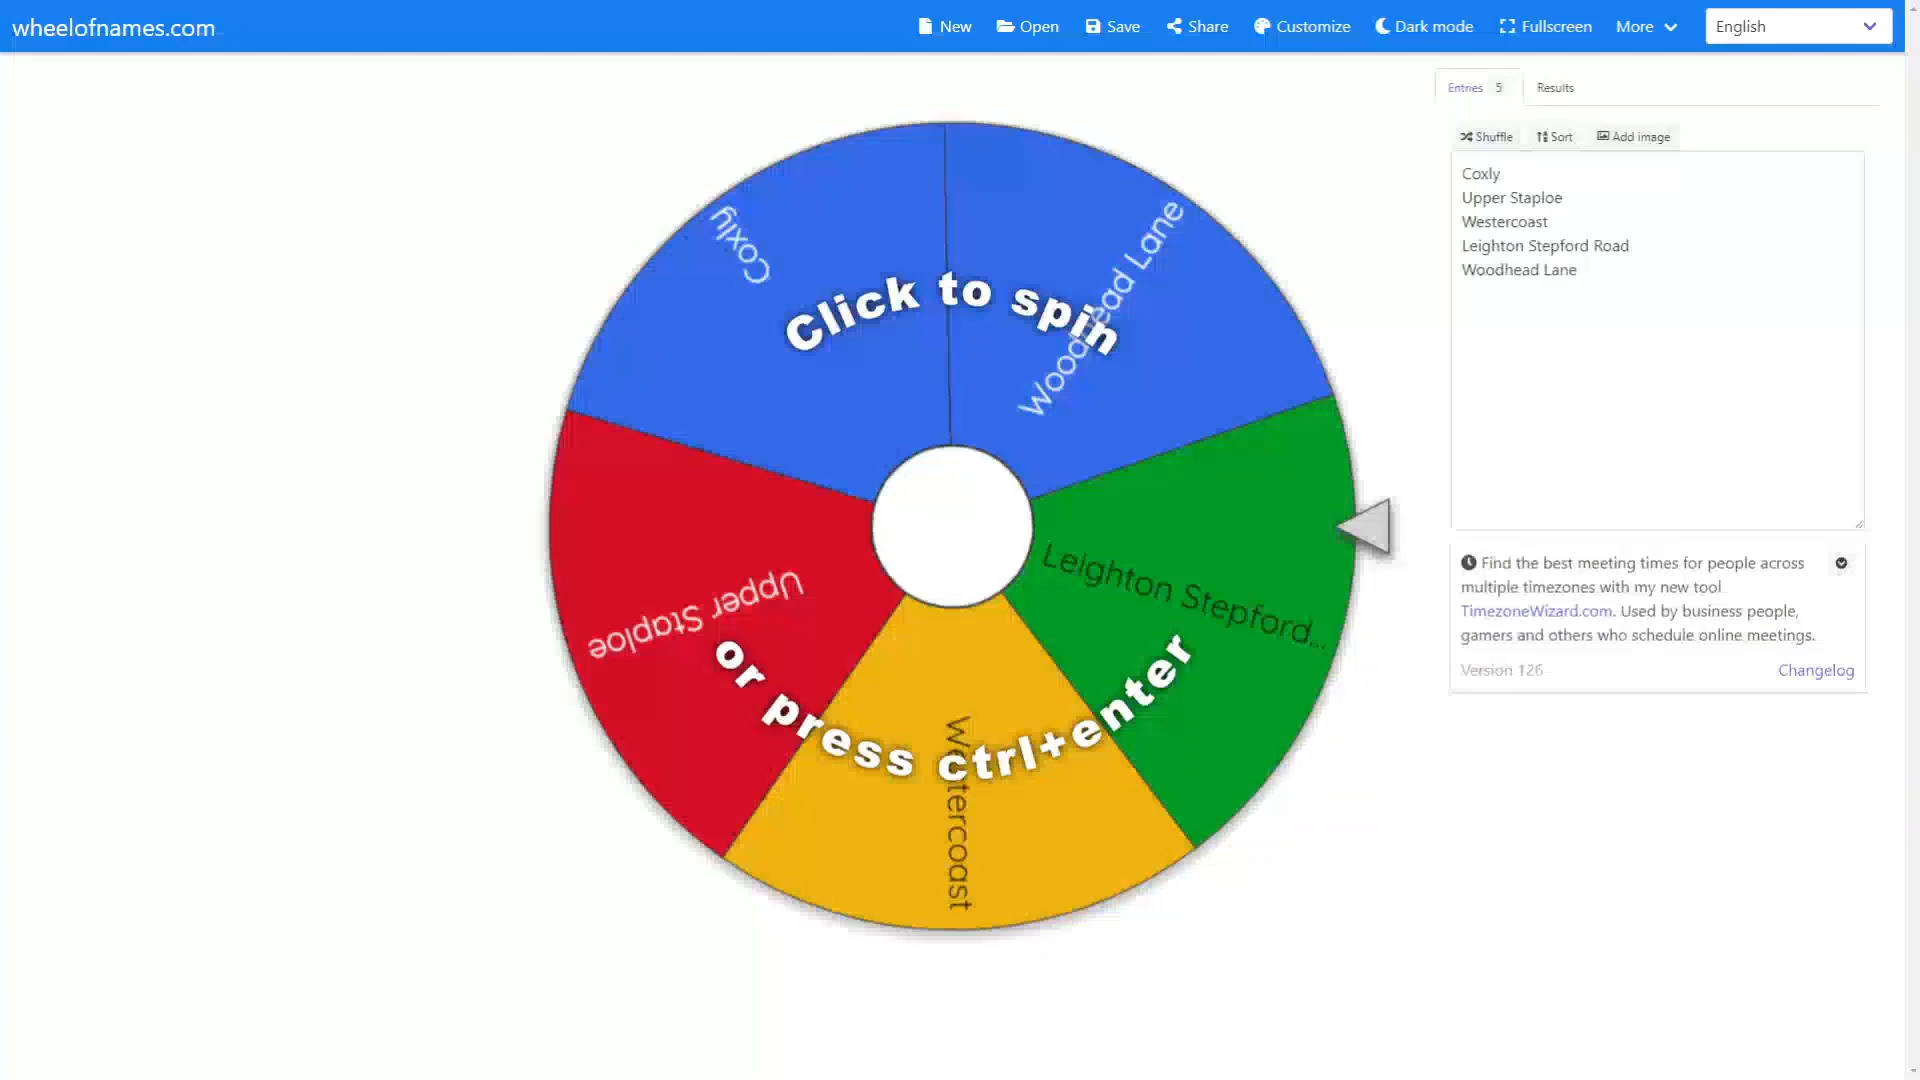 wheelofnames.com
New Open Save Share Customize Dark mode Fullscreen More English
Entries 5 Results
Shuffle Sort Add image
Coxly
Upper Staploe
Westercoast
Leighton Stepford Road
Woodhead Lane
Coxly
Woodhead Lane
Click to spin
Leighton Stepford...
Upper Staploe
or press ctrl+enter
Westercoast
Find the best meeting times for people across
multiple timezones with my new tool
TimezoneWizard.com. Used by business people,
gamers and others who schedule online meetings.
Version 126 Changelog